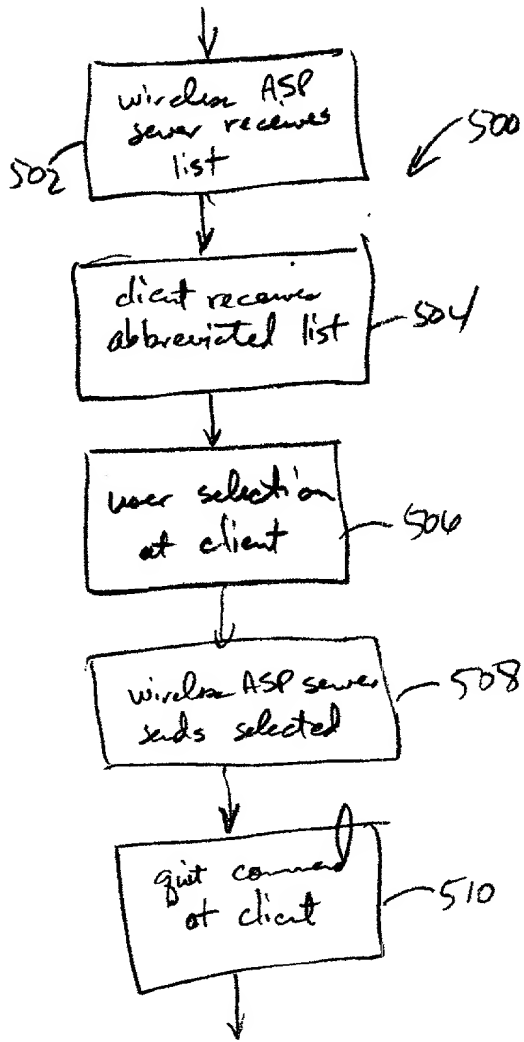 wireless ASP
server receives
list
502
500
client receives
abbreviated list
504
user selection
at client
506
wireless ASP server
sends selected
508
quit command
at client
510